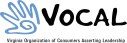 VOCAL
Virginia Organization of Consumers Asserting Leadership